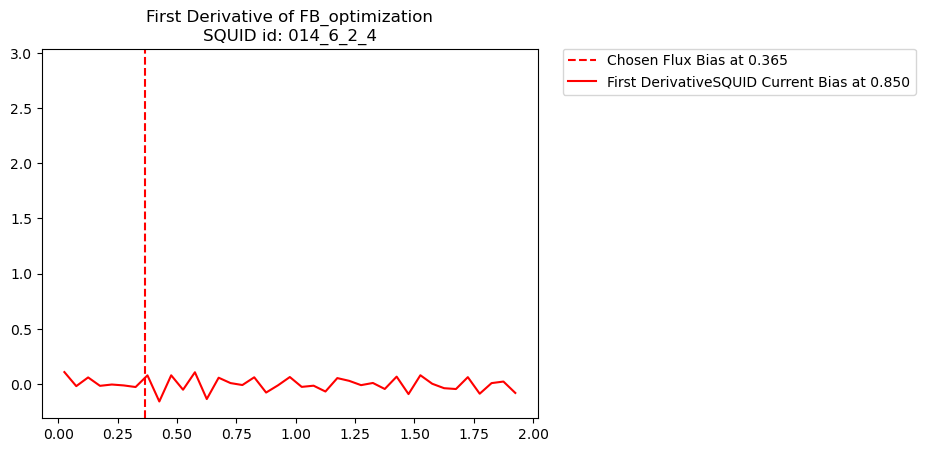 First Derivative of FB_optimization
SQUID id: 014_6_2_4
Chosen Flux Bias at 0.365
First DerivativeSQUID Current Bias at 0.850
3.0
2.5
2.0
1.5
1.0
0.5
0.0
0.00 0.25 0.50 0.75 1.00 1.25 1.50 1.75 2.00